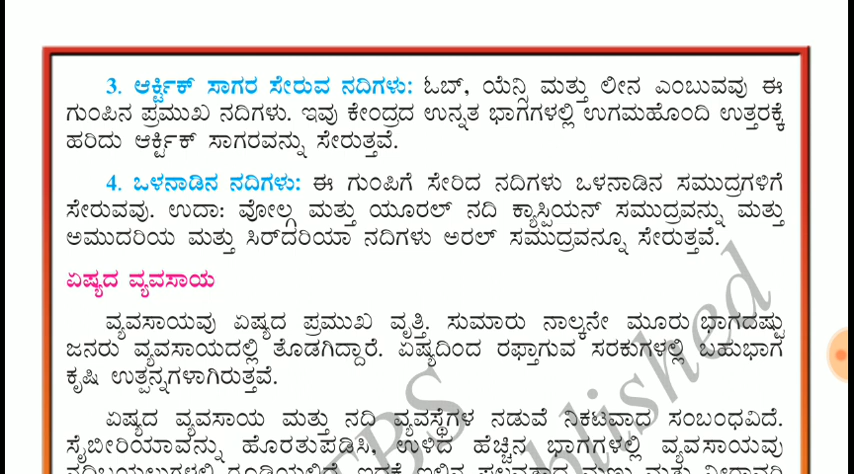 3. ಆರ್ಕ್ಟಿಕ್ ಸಾಗರ ಸೇರುವ ನದಿಗಳು: ಓಬ್, ಯೆನ್ಸಿ ಮತ್ತು ಲೀನ ಎಂಬುವವು ಈ
ಗುಂಪಿನ ಪ್ರಮುಖ ನದಿಗಳು. ಇವು ಕೇಂದ್ರದ ಉನ್ನತ ಭಾಗಗಳಲ್ಲಿ ಉಗಮಹೊಂದಿ ಉತ್ತರಕ್ಕೆ
ಹರಿದು ಆರ್ಕ್ಟಿಕ್ ಸಾಗರವನ್ನು ಸೇರುತ್ತವೆ.
4. ಒಳನಾಡಿನ ನದಿಗಳು: ಈ ಗುಂಪಿಗೆ ಸೇರಿದ ನದಿಗಳು ಒಳನಾಡಿನ ಸಮುದ್ರಗಳಿಗೆ
ಸೇರುವವು. ಉದಾ: ವೋಲ್ಗ ಮತ್ತು ಯೂರಲ್ ನದಿ ಕ್ಯಾಸ್ಪಿಯನ್ ಸಮುದ್ರವನ್ನು ಮತ್ತು
ಅಮುದರಿಯ ಮತ್ತು ಸಿರ್‌ದರಿಯಾ ನದಿಗಳು ಅರಲ್ ಸಮುದ್ರವನ್ನೂ ಸೇರುತ್ತವೆ.
ಏಷ್ಯದ ವ್ಯವಸಾಯ
ವ್ಯವಸಾಯವು ಏಷ್ಯದ ಪ್ರಮುಖ ವೃತ್ತಿ. ಸುಮಾರು ನಾಲ್ಕನೇ ಮೂರು ಭಾಗದಷ್ಟು
ಜನರು ವ್ಯವಸಾಯದಲ್ಲಿ ತೊಡಗಿದ್ದಾರೆ. ಏಷ್ಯದಿಂದ ರಫ್ತಾಗುವ ಸರಕುಗಳಲ್ಲಿ ಬಹುಭಾಗ
ಕೃಷಿ ಉತ್ಪನ್ನಗಳಾಗಿರುತ್ತವೆ.
ಏಷ್ಯದ ವ್ಯವಸಾಯ ಮತ್ತು ನದಿ ವ್ಯವಸ್ಥೆಗಳ ನಡುವೆ ನಿಕಟವಾದ ಸಂಬಂಧವಿದೆ.
ಸೈಬೀರಿಯಾವನ್ನು ಹೊರತುಪಡಿಸಿ, ಉಳಿದ ಹೆಚ್ಚಿನ ಭಾಗಗಳಲ್ಲಿ ವ್ಯವಸಾಯವು